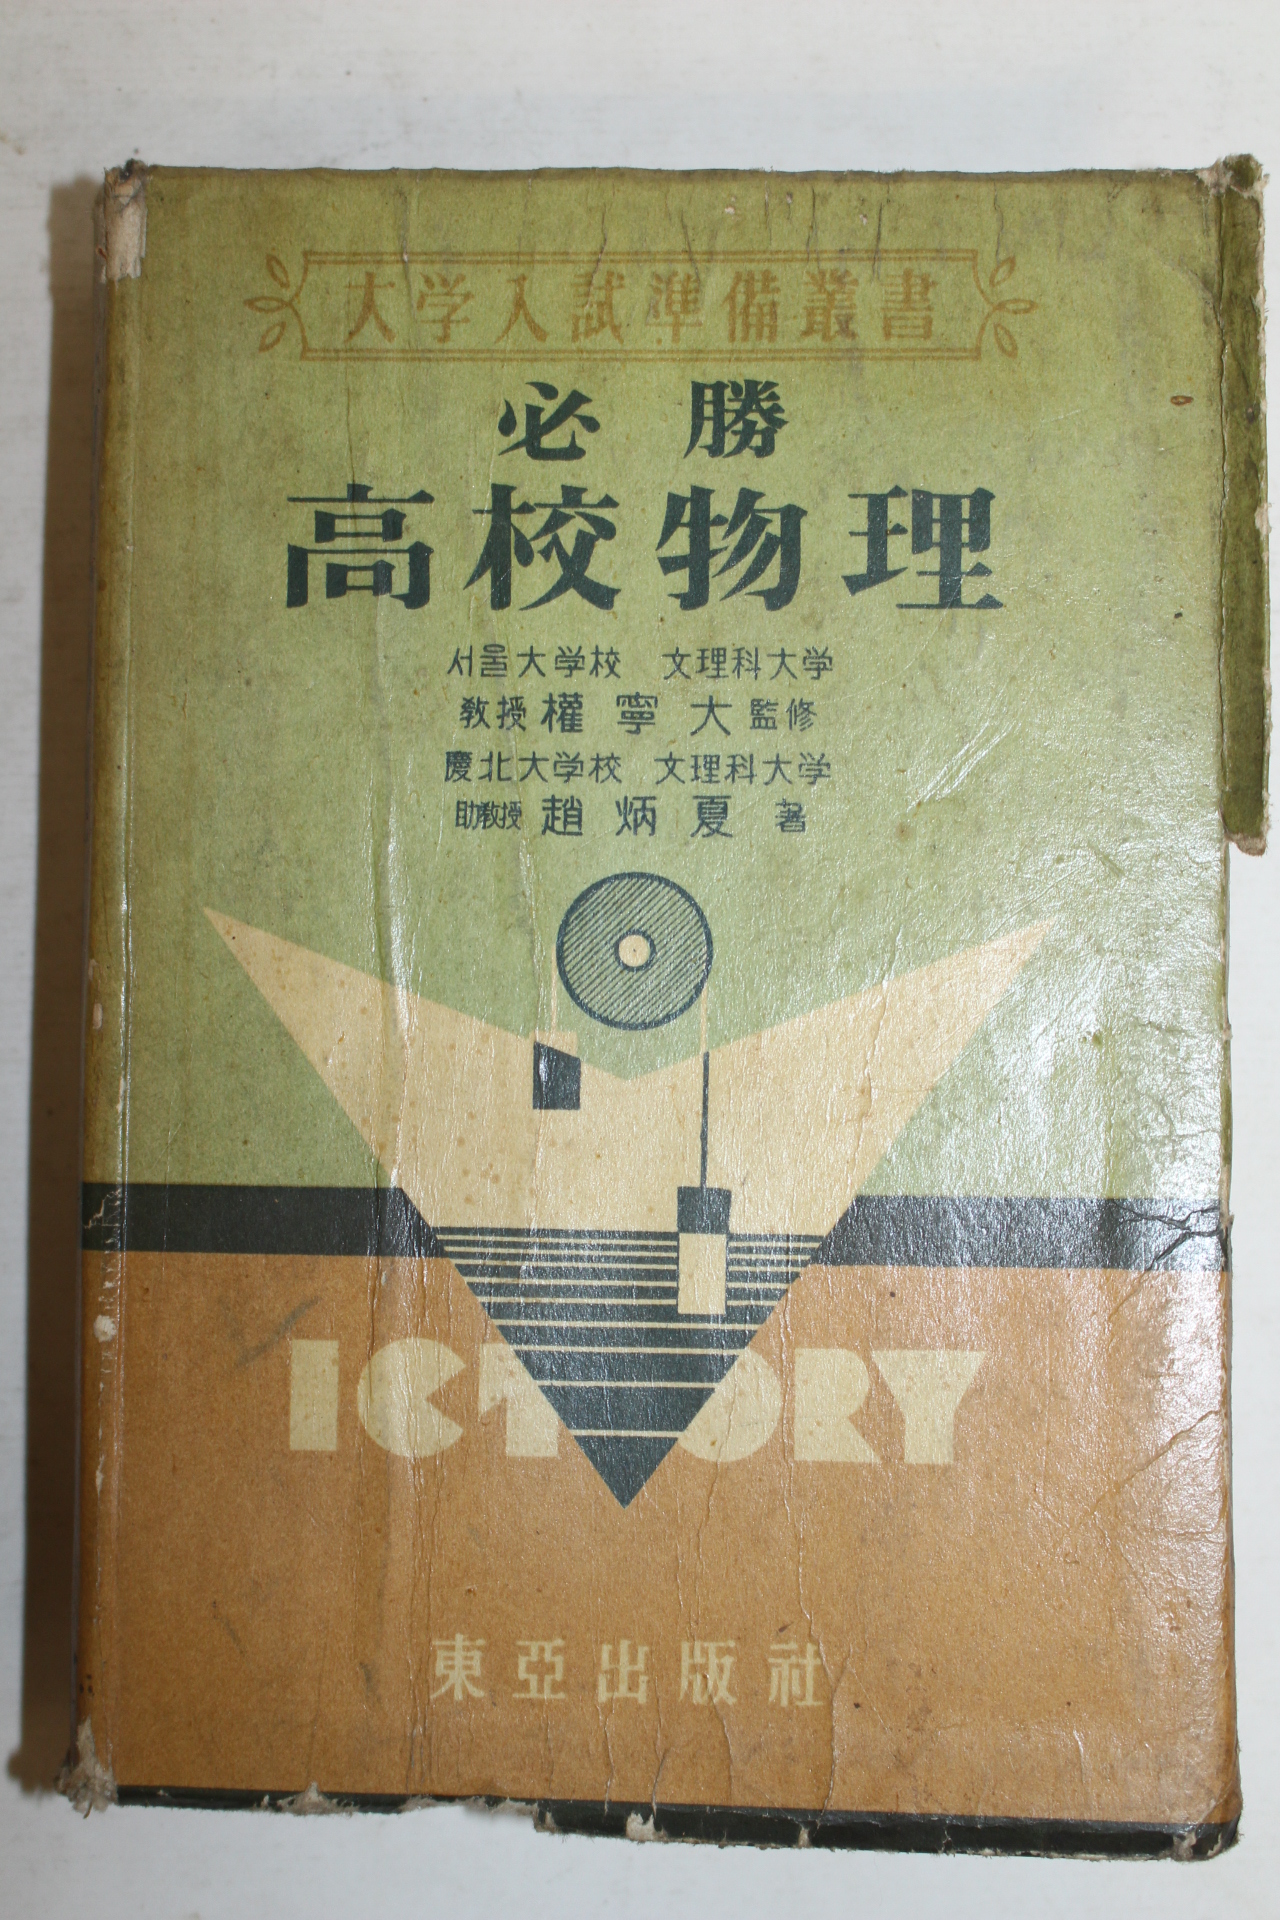 大学入試準備叢書
必勝
高校物理
서울大学校 文理科大学
敎授 權寧大 監修
慶北大学校 文理科大学
助敎授 趙炳夏 著
ICTORY
東亞出版社